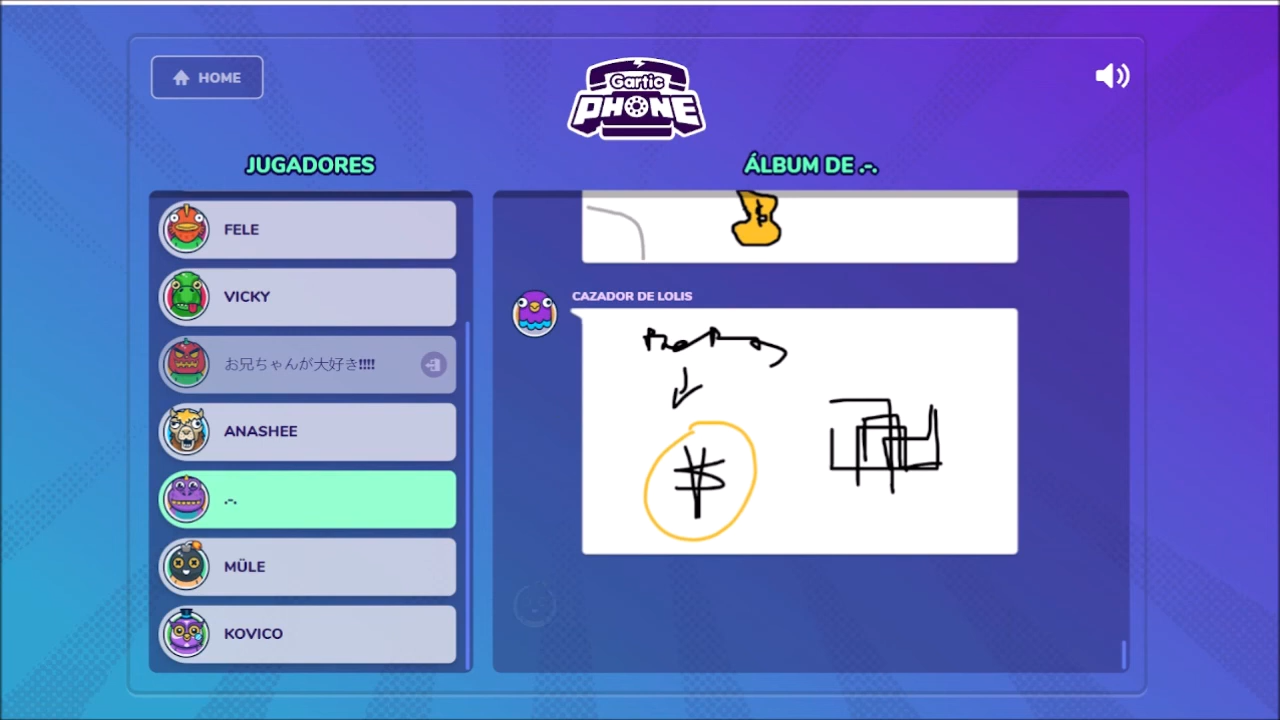 HOME
Gartic
PHONE
JUGADORES
ÁLBUM DE .-.
FELE
VICKY
お兄ちゃんが大好き!!!!
ANASHEE
.-.
MÜLE
KOVICO
CAZADOR DE LOLIS